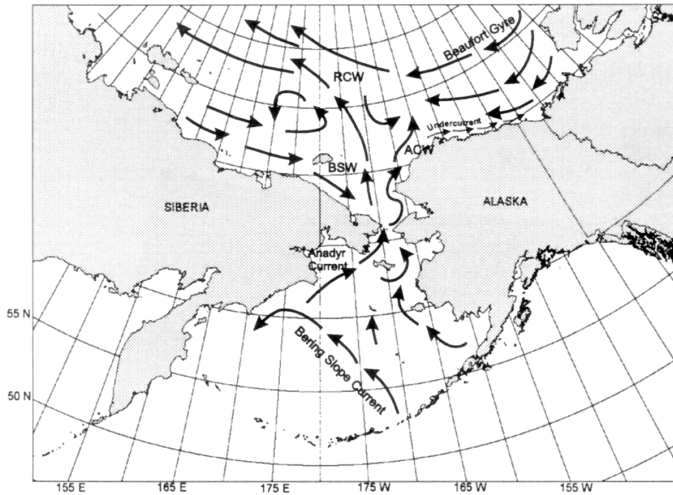 Beaufort Gyre
RCW
Undercurrent
ACW
BSW
SIBERIA
ALASKA
Anadyr
Current
55 N
Bering Slope Current
50 N
155 E
165 E
175 E
175 W
165 W
155 W